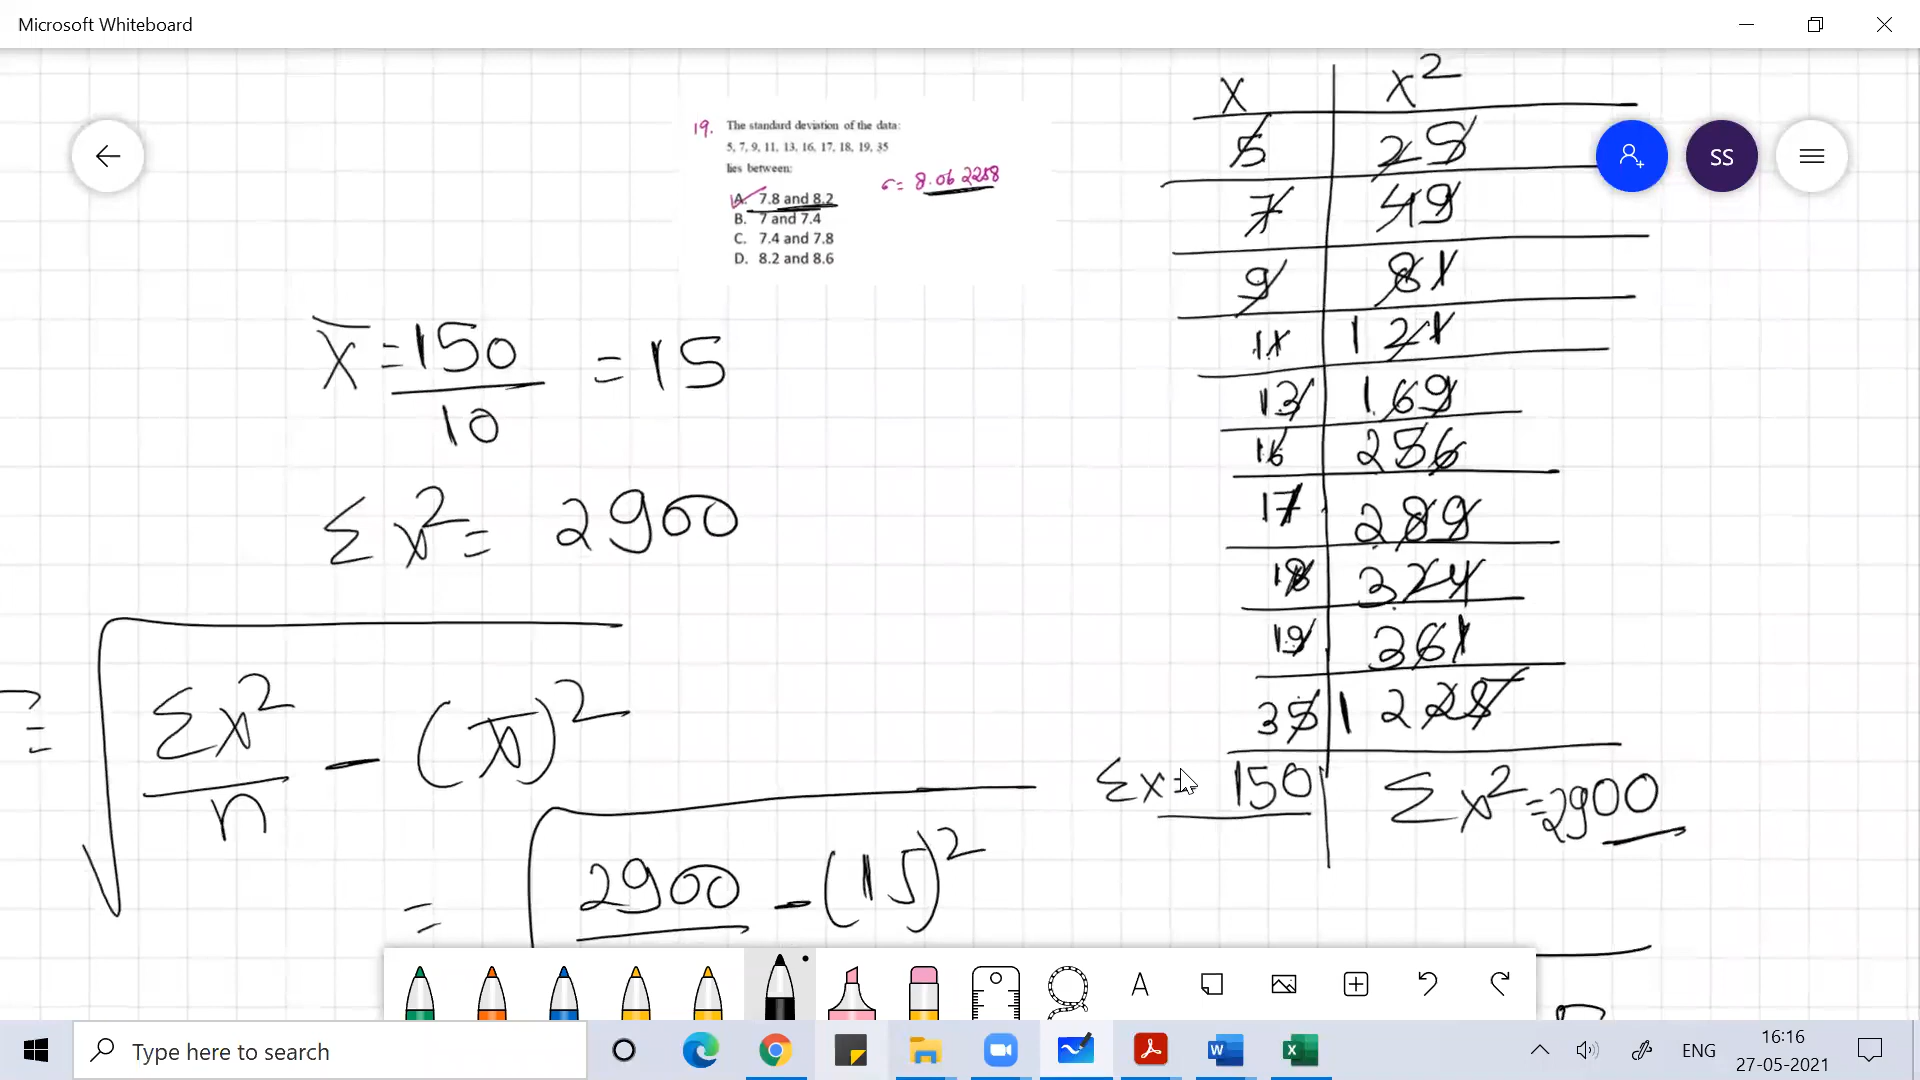 Microsoft Whiteboard
19. The standard deviation of the data:
5, 7, 9, 11, 13, 16, 17, 18, 19, 35
lies between:
σ = 8.062258
A. 7.8 and 8.2
B. 7 and 7.4
C. 7.4 and 7.8
D. 8.2 and 8.6
x̄ = 150/10 = 15
Σx² = 2900
= √(Σx²/n - (x̄)²
= √(2900 - (15)²
x x²
5 25
7 49
9 81
11 121
13 169
16 256
17 289
18 324
19 361
35 1225
Σx = 150 Σx² = 2900
SS
A
Type here to search
ENG
16:16
27-05-2021